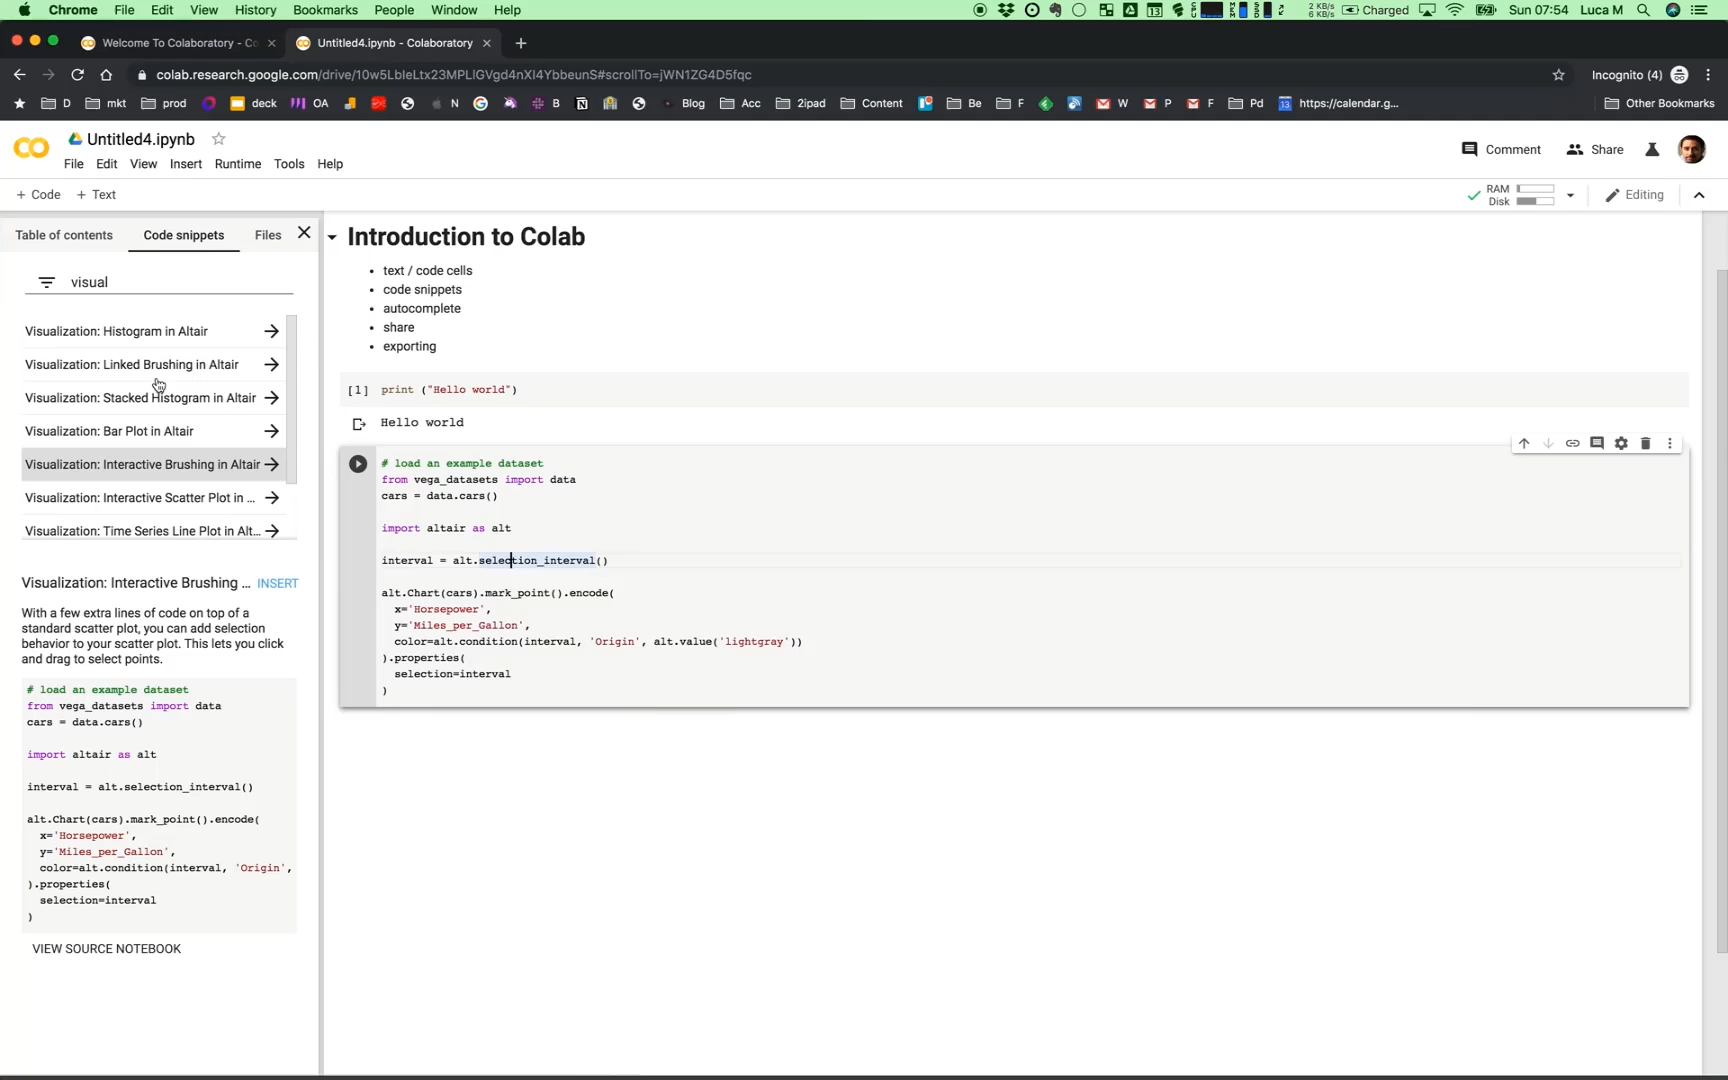 Chrome File Edit View History Bookmarks People Window Help
2 KB/s
6 KB/s
Charged Sun 07:54 Luca M
Welcome To Colaboratory - Co
Untitled4.ipynb - Colaboratory
colab.research.google.com/drive/10w5LbIeLtx23MPLlGVgd4nXI4YbbeunS#scrollTo=jWN1ZG4D5fqc
Incognito (4)
D mkt prod deck OA N Blog Acc 2ipad Content Be F W P F Pd https://calendar.g... Other Bookmarks
Untitled4.ipynb
File Edit View Insert Runtime Tools Help
Comment Share
+ Code + Text
RAM
Disk
Editing
Table of contents Code snippets Files
visual
Visualization: Histogram in Altair
Visualization: Linked Brushing in Altair
Visualization: Stacked Histogram in Altair
Visualization: Bar Plot in Altair
Visualization: Interactive Brushing in Altair
Visualization: Interactive Scatter Plot in ...
Visualization: Time Series Line Plot in Alt...
Visualization: Interactive Brushing ... INSERT
With a few extra lines of code on top of a
standard scatter plot, you can add selection
behavior to your scatter plot. This lets you click
and drag to select points.
# load an example dataset
from vega_datasets import data
cars = data.cars()
import altair as alt
interval = alt.selection_interval()
alt.Chart(cars).mark_point().encode(
x='Horsepower',
y='Miles_per_Gallon',
color=alt.condition(interval, 'Origin',
).properties(
selection=interval
)
VIEW SOURCE NOTEBOOK
Introduction to Colab
• text / code cells
• code snippets
• autocomplete
• share
• exporting
[1] print ("Hello world")
Hello world
# load an example dataset
from vega_datasets import data
cars = data.cars()
import altair as alt
interval = alt.selection_interval()
alt.Chart(cars).mark_point().encode(
x='Horsepower',
y='Miles_per_Gallon',
color=alt.condition(interval, 'Origin', alt.value('lightgray'))
).properties(
selection=interval
)